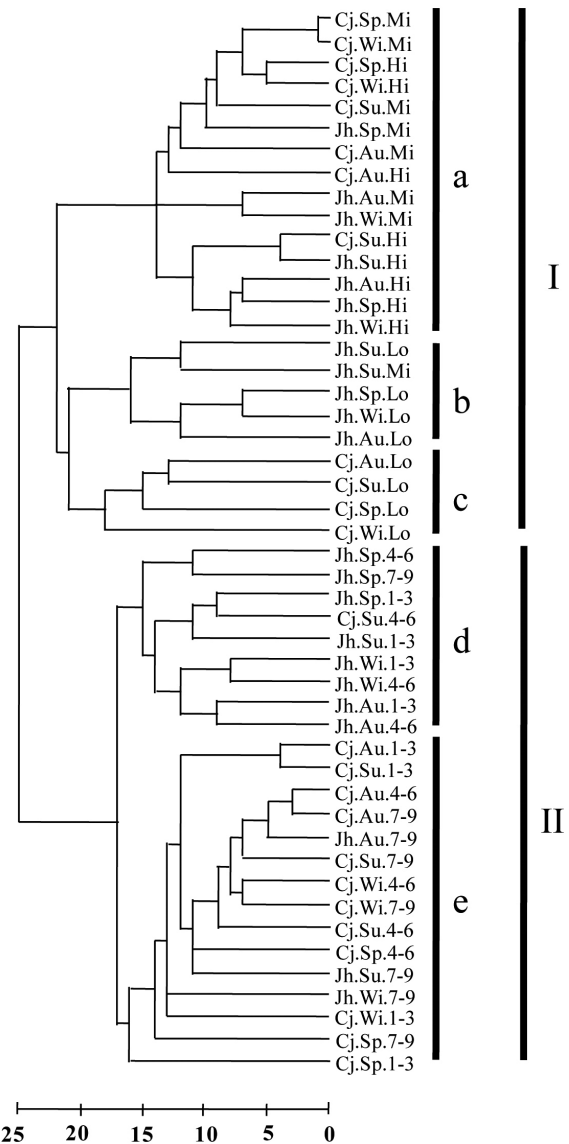 Cj.Sp.Mi
Cj.Wi.Mi
Cj.Sp.Hi
Cj.Wi.Hi
Cj.Su.Mi
Jh.Sp.Mi
Cj.Au.Mi
Cj.Au.Hi
Jh.Au.Mi
Jh.Wi.Mi
Cj.Su.Hi
Jh.Su.Hi
Jh.Au.Hi
Jh.Sp.Hi
Jh.Wi.Hi
a
Jh.Su.Lo
Jh.Su.Mi
Jh.Sp.Lo
Jh.Wi.Lo
Jh.Au.Lo
b
Cj.Au.Lo
Cj.Su.Lo
Cj.Sp.Lo
Cj.Wi.Lo
c
I
Jh.Sp.4-6
Jh.Sp.7-9
Jh.Sp.1-3
Cj.Su.4-6
Jh.Su.1-3
Jh.Wi.1-3
Jh.Wi.4-6
Jh.Au.1-3
Jh.Au.4-6
d
Cj.Au.1-3
Cj.Su.1-3
Cj.Au.4-6
Cj.Au.7-9
Jh.Au.7-9
Cj.Su.7-9
Cj.Wi.4-6
Cj.Wi.7-9
Cj.Su.4-6
Cj.Sp.4-6
Jh.Su.7-9
Jh.Wi.7-9
Cj.Wi.1-3
Cj.Sp.7-9
Cj.Sp.1-3
e
II
25 20 15 10 5 0